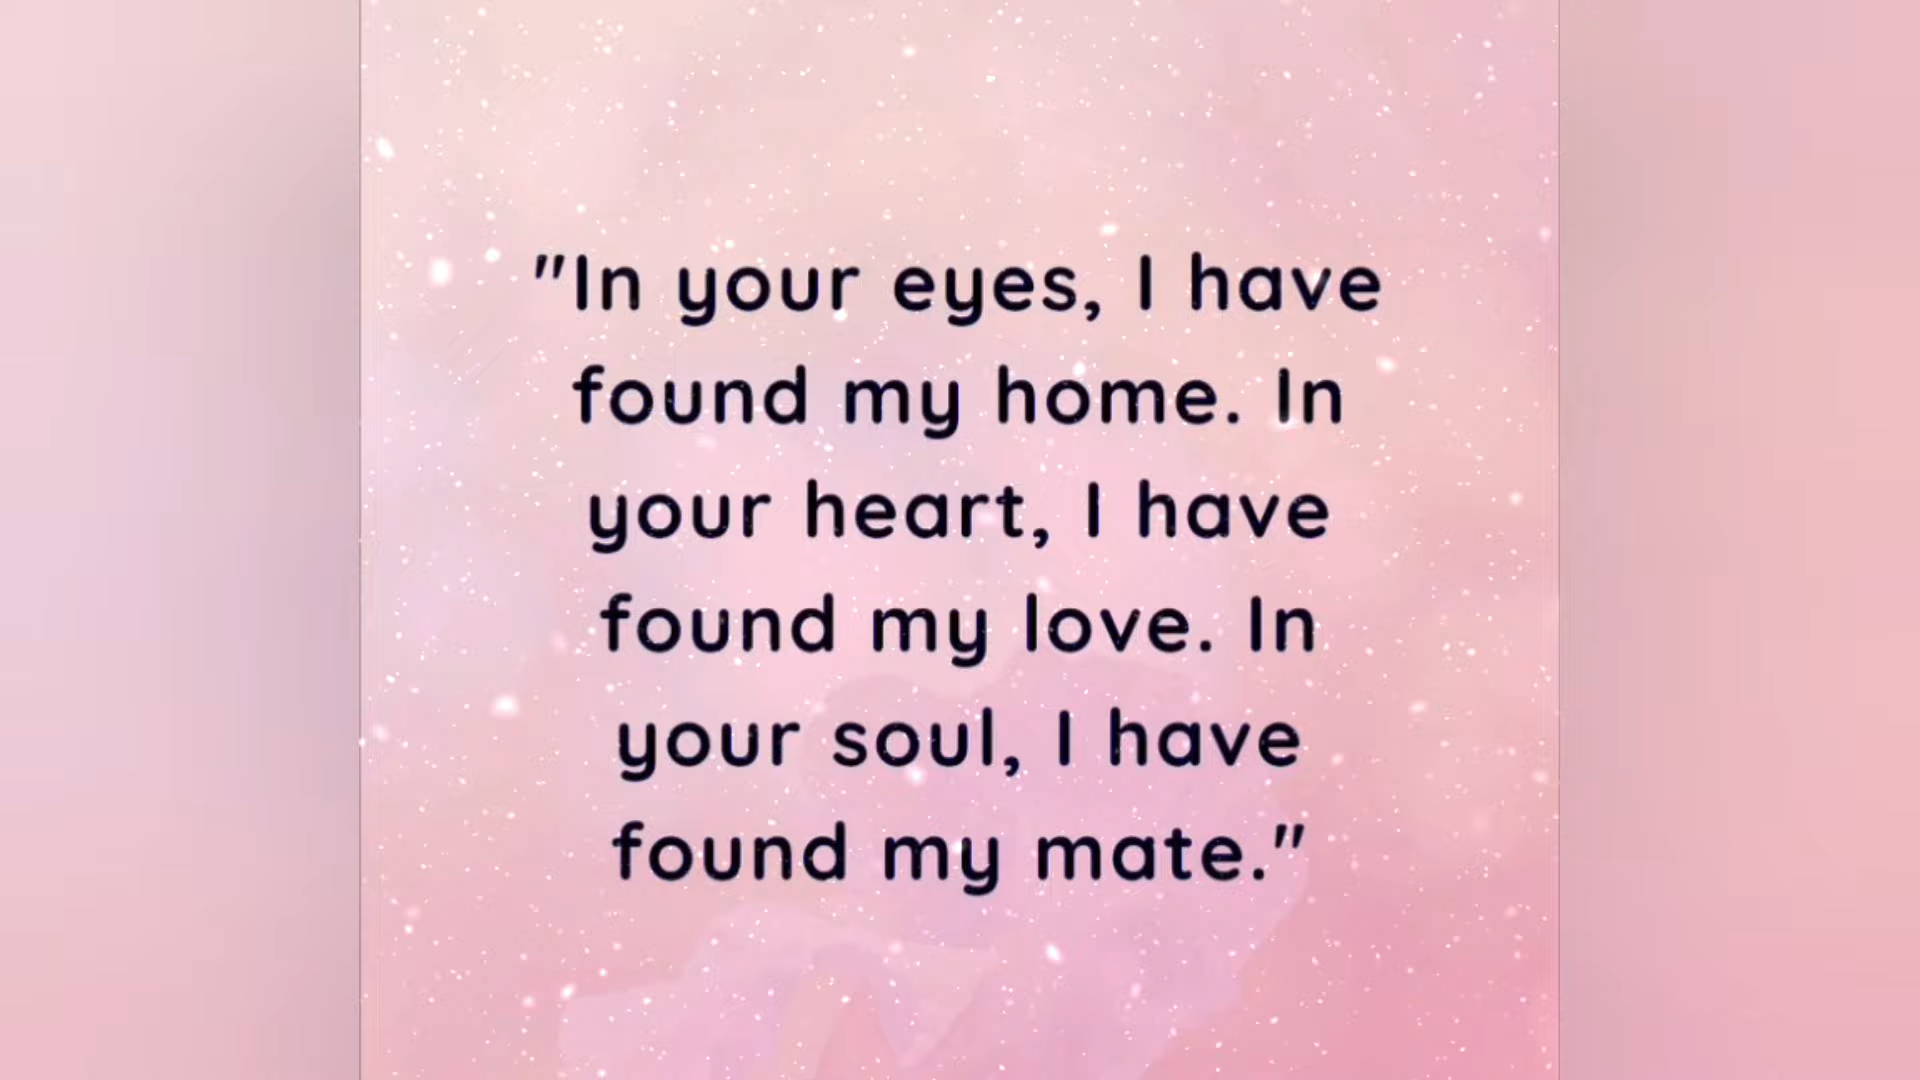 "In your eyes, I have
found my home. In
your heart, I have
found my love. In
your soul, I have
found my mate."